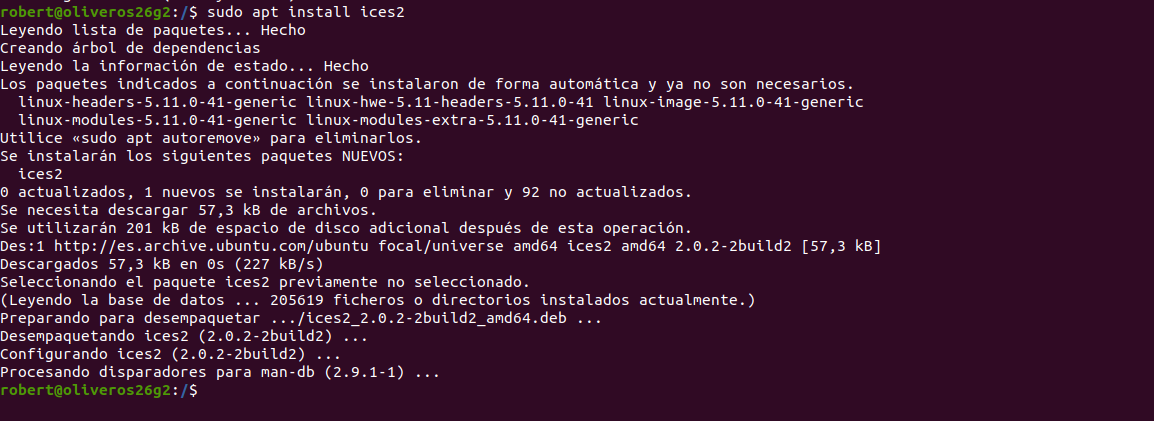 robert@oliveros26g2:/$ sudo apt install ices2
Leyendo lista de paquetes... Hecho
Creando árbol de dependencias
Leyendo la información de estado... Hecho
Los paquetes indicados a continuación se instalaron de forma automática y ya no son necesarios.
  linux-headers-5.11.0-41-generic linux-hwe-5.11-headers-5.11.0-41 linux-image-5.11.0-41-generic
  linux-modules-5.11.0-41-generic linux-modules-extra-5.11.0-41-generic
Utilice «sudo apt autoremove» para eliminarlos.
Se instalarán los siguientes paquetes NUEVOS:
  ices2
0 actualizados, 1 nuevos se instalarán, 0 para eliminar y 92 no actualizados.
Se necesita descargar 57,3 kB de archivos.
Se utilizarán 201 kB de espacio de disco adicional después de esta operación.
Des:1 http://es.archive.ubuntu.com/ubuntu focal/universe amd64 ices2 amd64 2.0.2-2build2 [57,3 kB]
Descargados 57,3 kB en 0s (227 kB/s)
Seleccionando el paquete ices2 previamente no seleccionado.
(Leyendo la base de datos ... 205619 ficheros o directorios instalados actualmente.)
Preparando para desempaquetar .../ices2_2.0.2-2build2_amd64.deb ...
Desempaquetando ices2 (2.0.2-2build2) ...
Configurando ices2 (2.0.2-2build2) ...
Procesando disparadores para man-db (2.9.1-1) ...
robert@oliveros26g2:/$